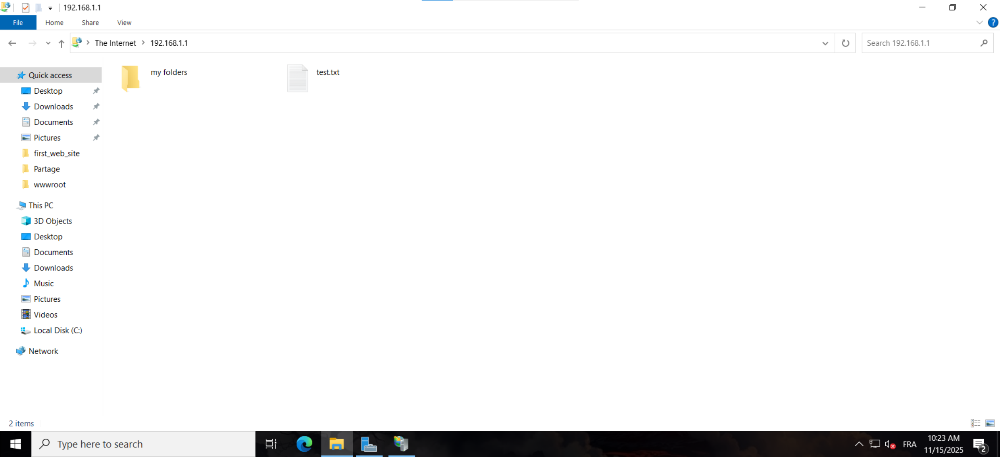 192.168.1.1
File Home Share View
The Internet 192.168.1.1
Search 192.168.1.1
Quick access
Desktop
Downloads
Documents
Pictures
first_web_site
Partage
wwwroot
This PC
3D Objects
Desktop
Documents
Downloads
Music
Pictures
Videos
Local Disk (C:)
Network
my folders
test.txt
2 items
Type here to search
FRA
10:23 AM
11/15/2025
2